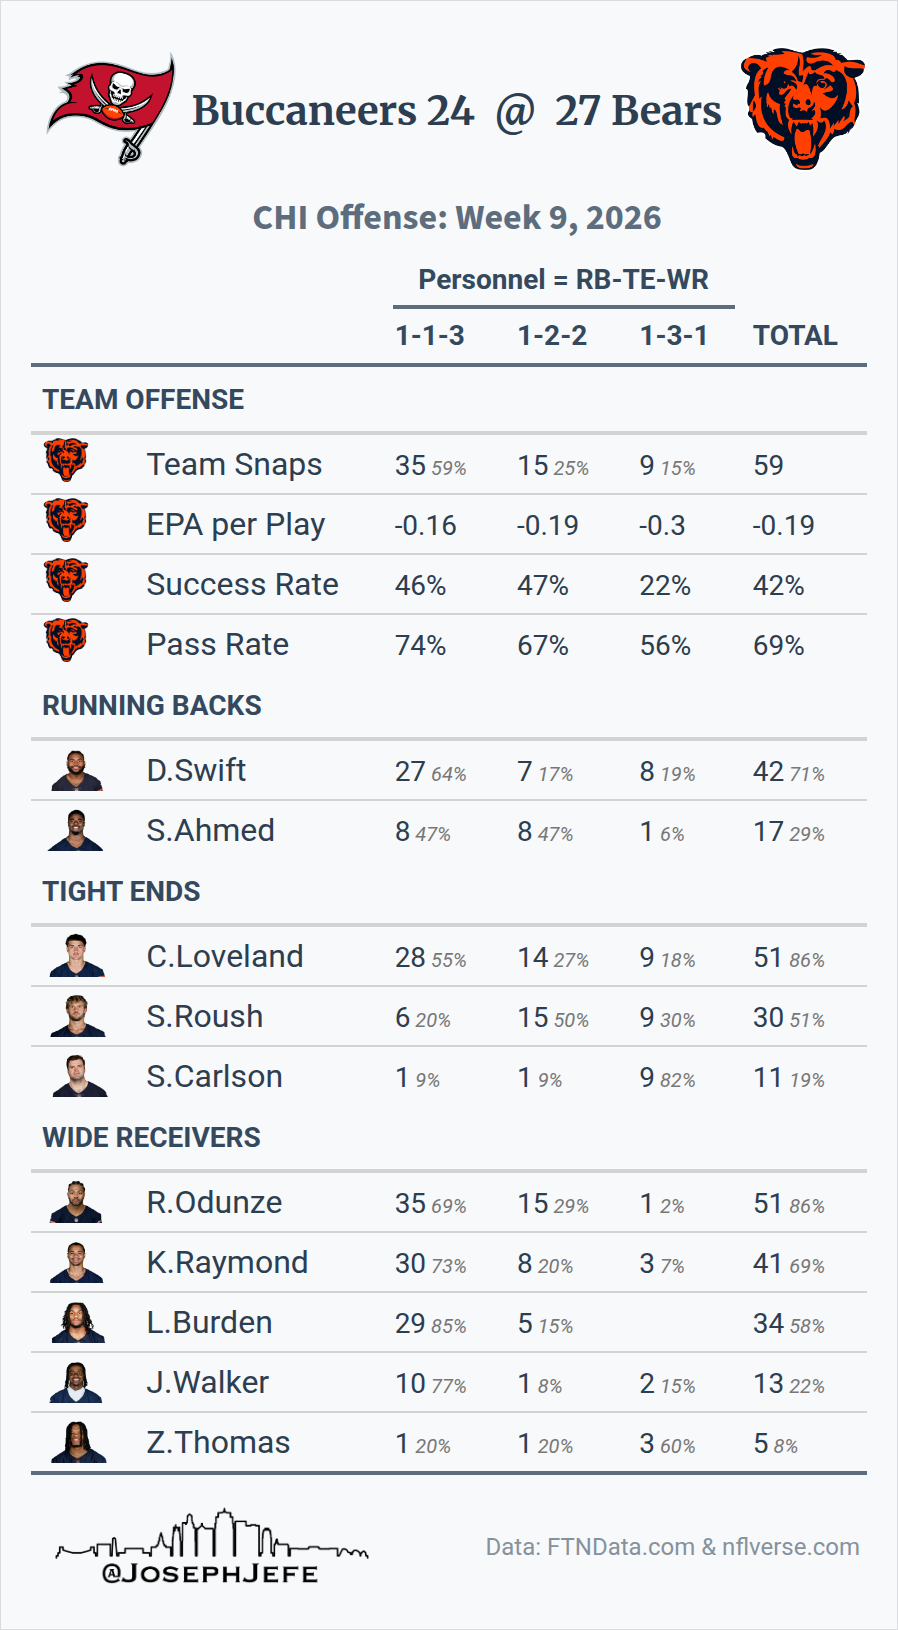 Buccaneers 24 @ 27 Bears
CHI Offense: Week 9, 2026
Personnel = RB-TE-WR
1-1-3 1-2-2 1-3-1 TOTAL
TEAM OFFENSE
Team Snaps 35 59% 15 25% 9 15% 59
EPA per Play -0.16 -0.19 -0.3 -0.19
Success Rate 46% 47% 22% 42%
Pass Rate 74% 67% 56% 69%
RUNNING BACKS
D.Swift 27 64% 7 17% 8 19% 42 71%
S.Ahmed 8 47% 8 47% 1 6% 17 29%
TIGHT ENDS
C.Loveland 28 55% 14 27% 9 18% 51 86%
S.Roush 6 20% 15 50% 9 30% 30 51%
S.Carlson 1 9% 1 9% 9 82% 11 19%
WIDE RECEIVERS
R.Odunze 35 69% 15 29% 1 2% 51 86%
K.Raymond 30 73% 8 20% 3 7% 41 69%
L.Burden 29 85% 5 15% 34 58%
J.Walker 10 77% 1 8% 2 15% 13 22%
Z.Thomas 1 20% 1 20% 3 60% 5 8%
@JosephJefe
Data: FTNData.com & nflverse.com